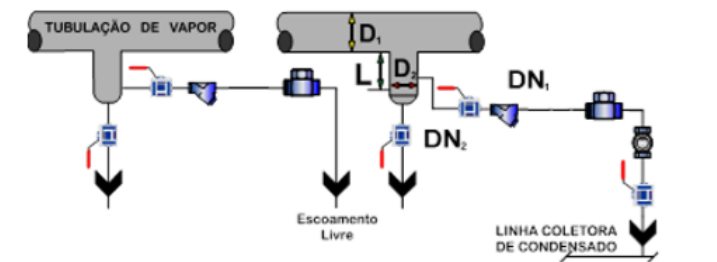 TUBULAÇÃO DE VAPOR
D₁
L
D₂
DN₁
DN₂
Escoamento
Livre
LINHA COLETORA
DE CONDENSADO